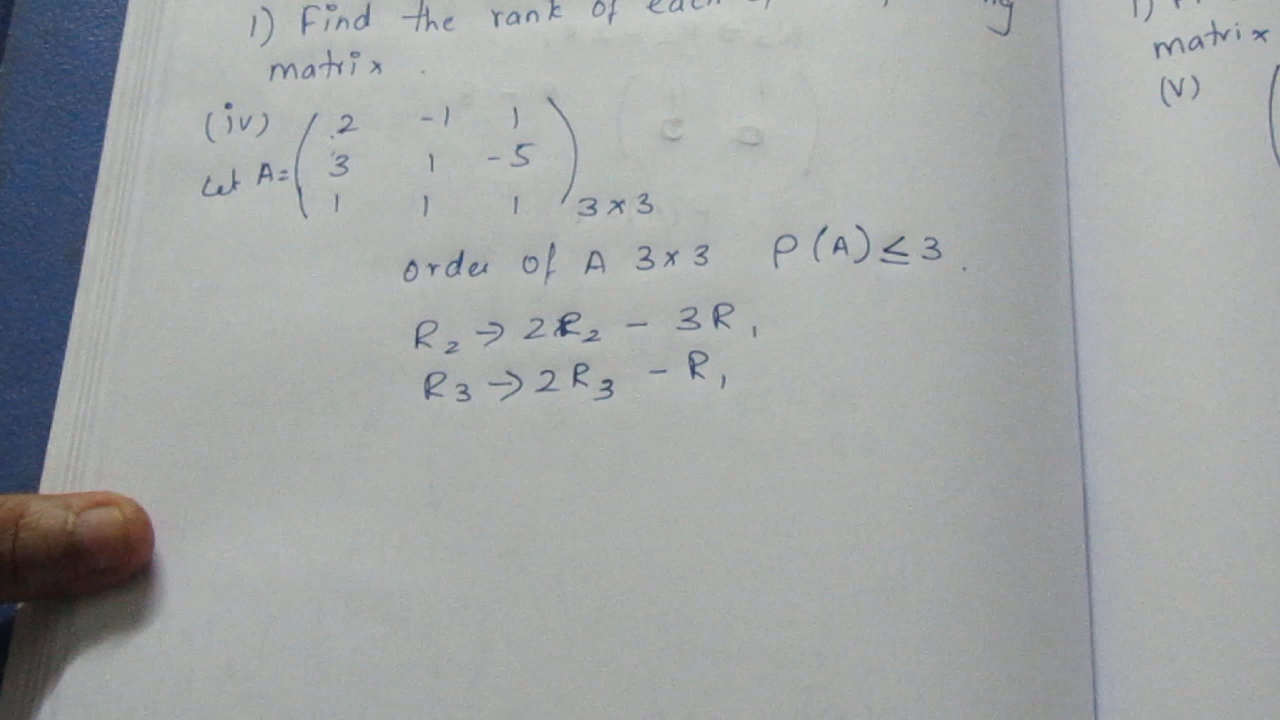 1) Find the rank of each
matrix.
(iv)
Let A= ( 2 -1 1
3 1 -5
1 1 1 ) 3×3
order of A 3×3 ρ(A) ≤ 3.
R₂ → 2R₂ - 3R₁
R₃ → 2R₃ - R₁
1)
matrix
(V) (